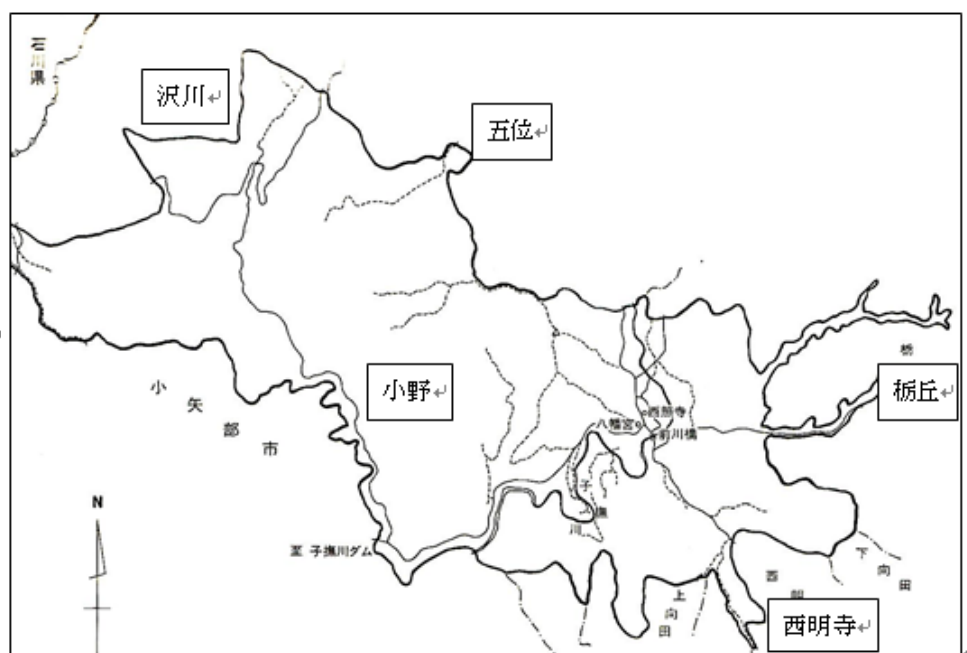 石川県
沢川
五位
栃
栃丘
小野
小矢部市
西照寺
八幡宮
前川橋
子撫川
N
至 子撫川ダム
下向田
西明
上向田
西明寺